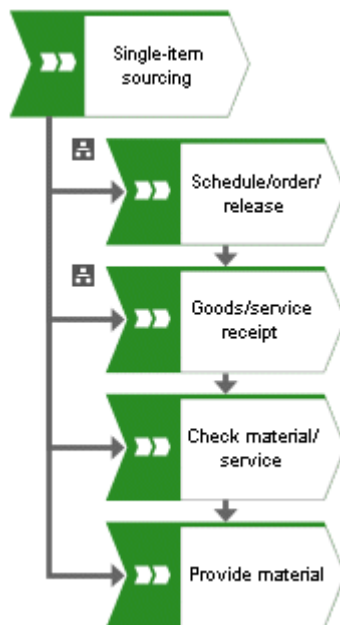 Single-item
sourcing
Schedule/order/
release
Goods/service
receipt
Check material/
service
Provide material